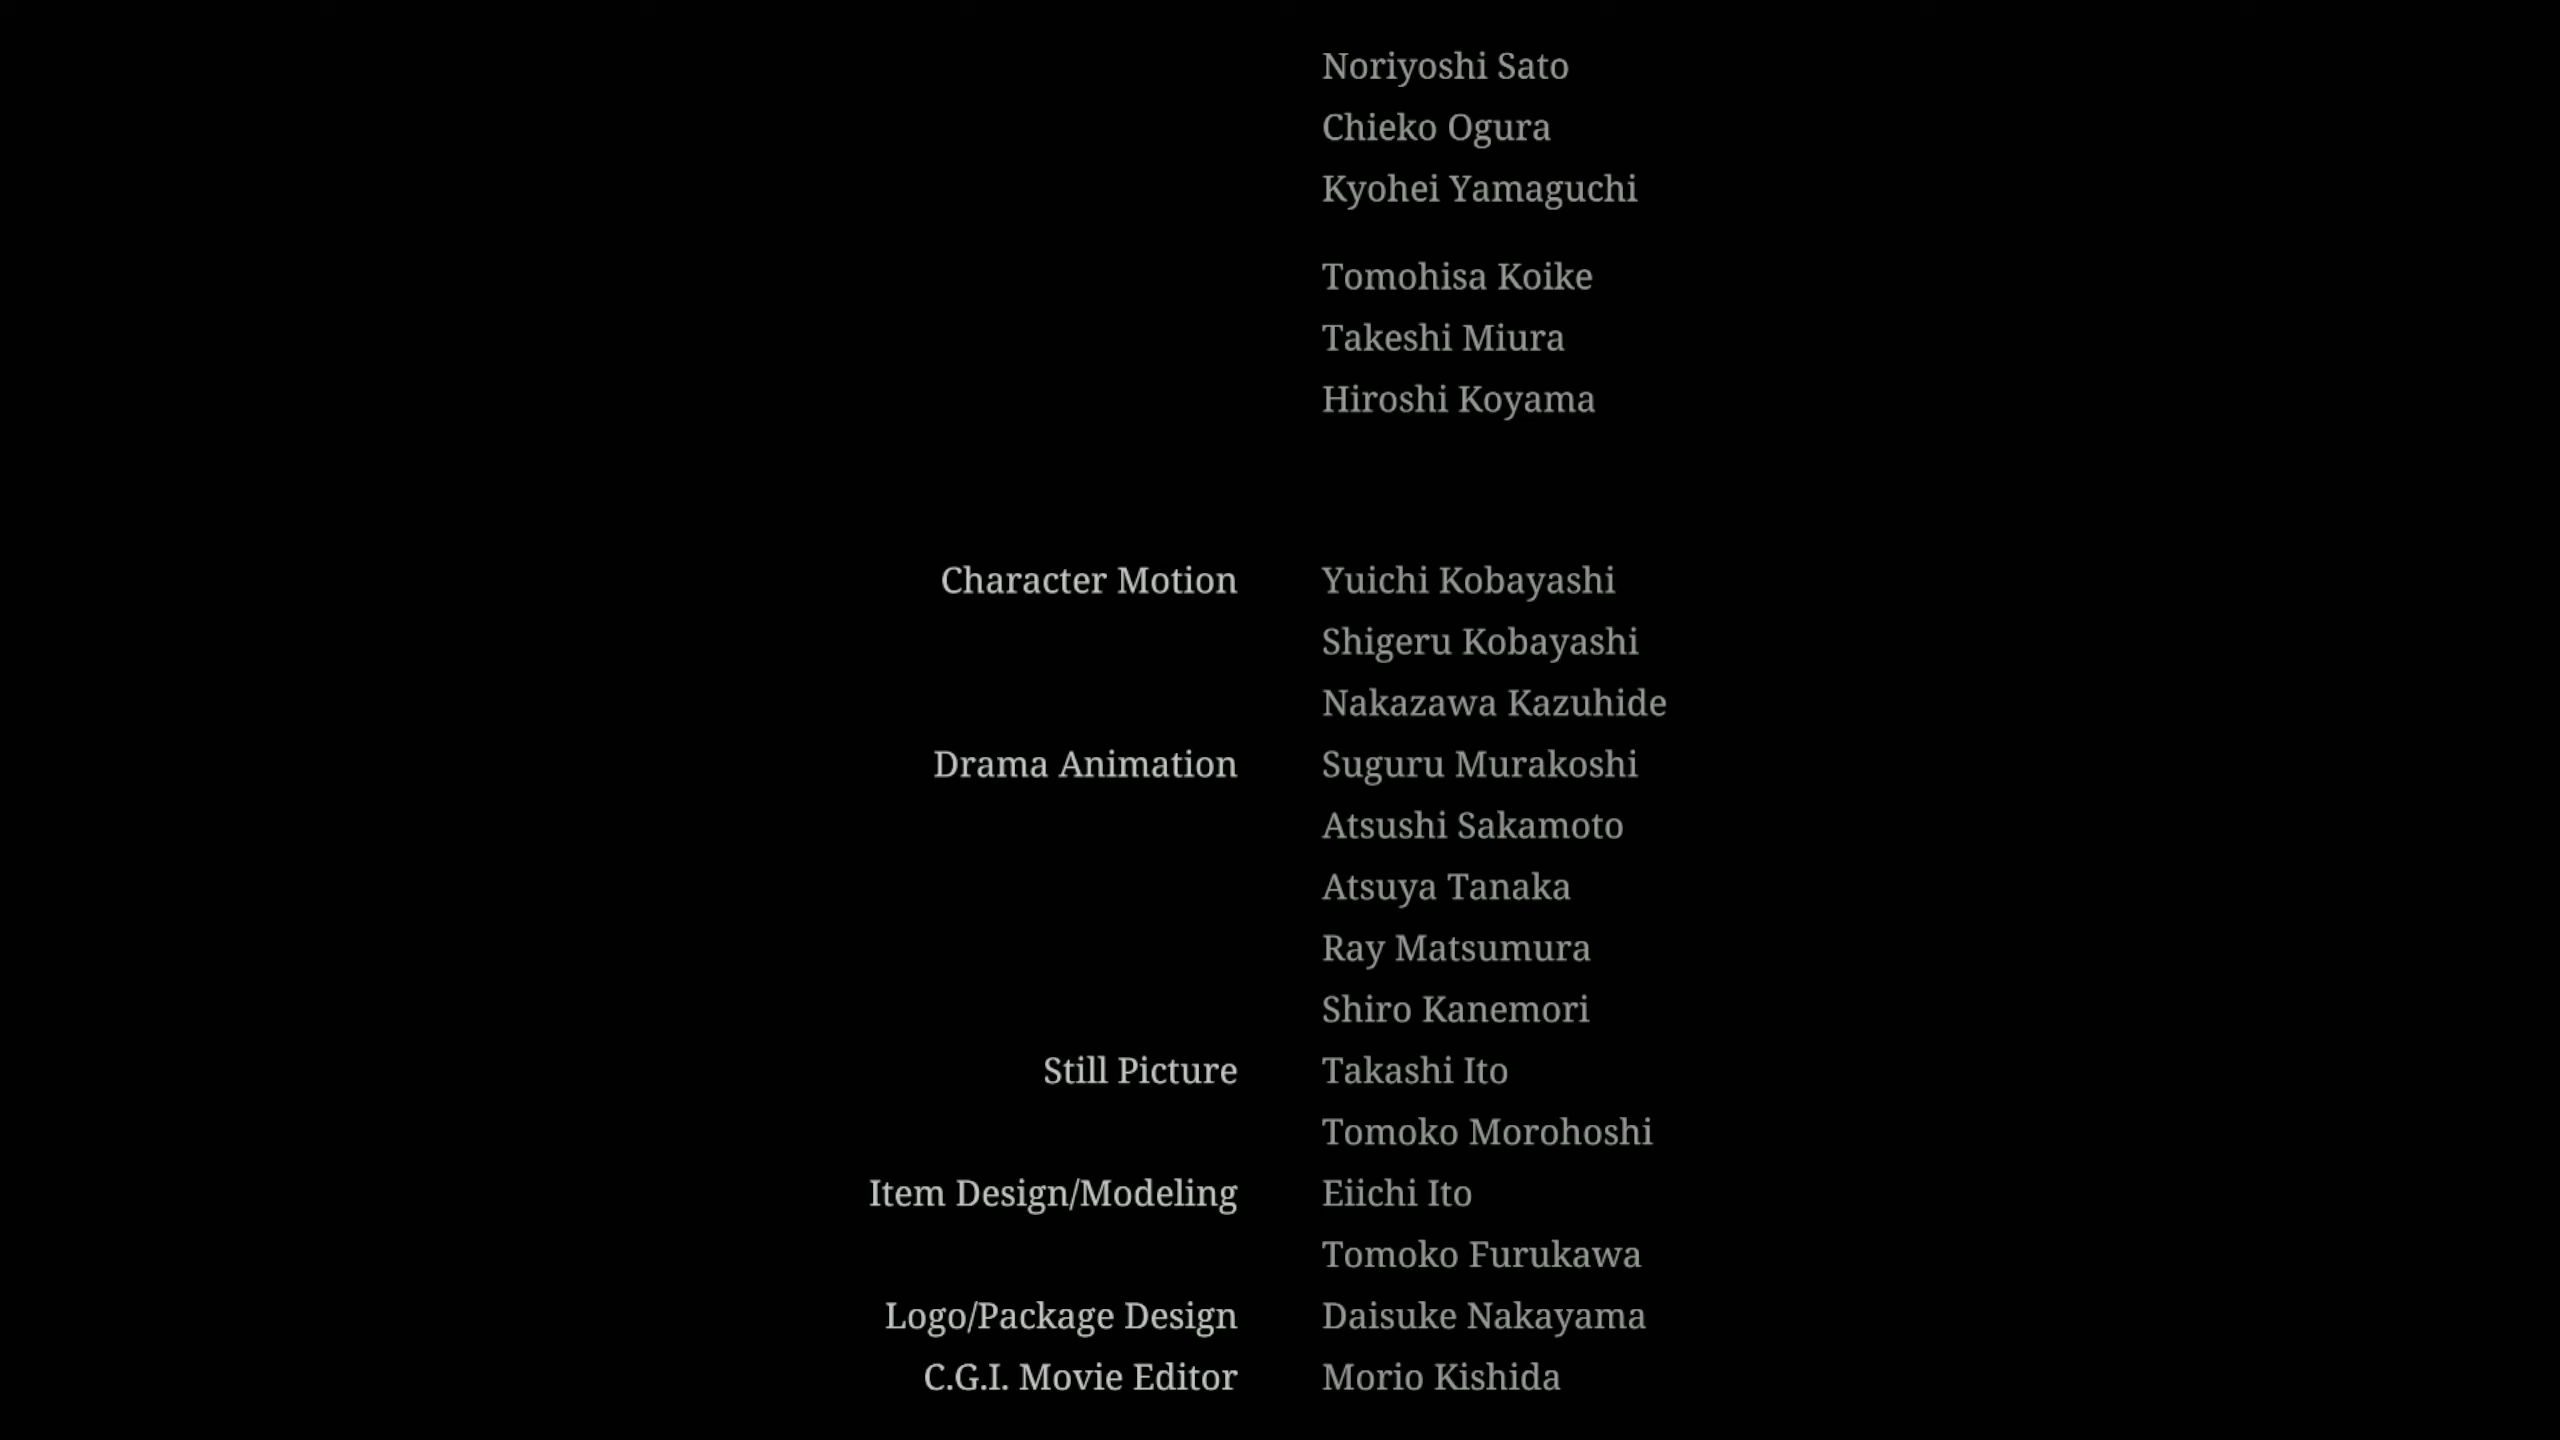 Noriyoshi Sato
Chieko Ogura
Kyohei Yamaguchi
Tomohisa Koike
Takeshi Miura
Hiroshi Koyama
Character Motion Yuichi Kobayashi
Shigeru Kobayashi
Nakazawa Kazuhide
Drama Animation Suguru Murakoshi
Atsushi Sakamoto
Atsuya Tanaka
Ray Matsumura
Shiro Kanemori
Still Picture Takashi Ito
Tomoko Morohoshi
Item Design/Modeling Eiichi Ito
Tomoko Furukawa
Logo/Package Design Daisuke Nakayama
C.G.I. Movie Editor Morio Kishida